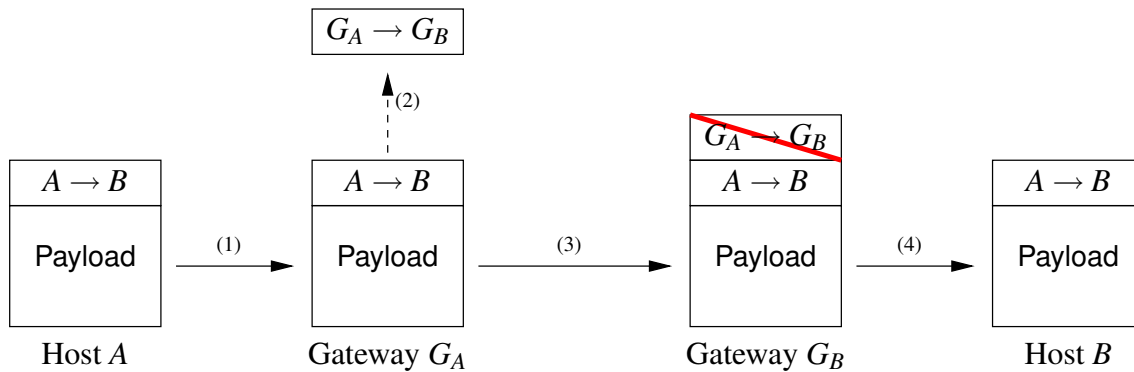 G_A → G_B
(2)
G_A → G_B
A → B
A → B
A → B
A → B
Payload
(1)
Payload
(3)
Payload
(4)
Payload
Host A
Gateway G_A
Gateway G_B
Host B